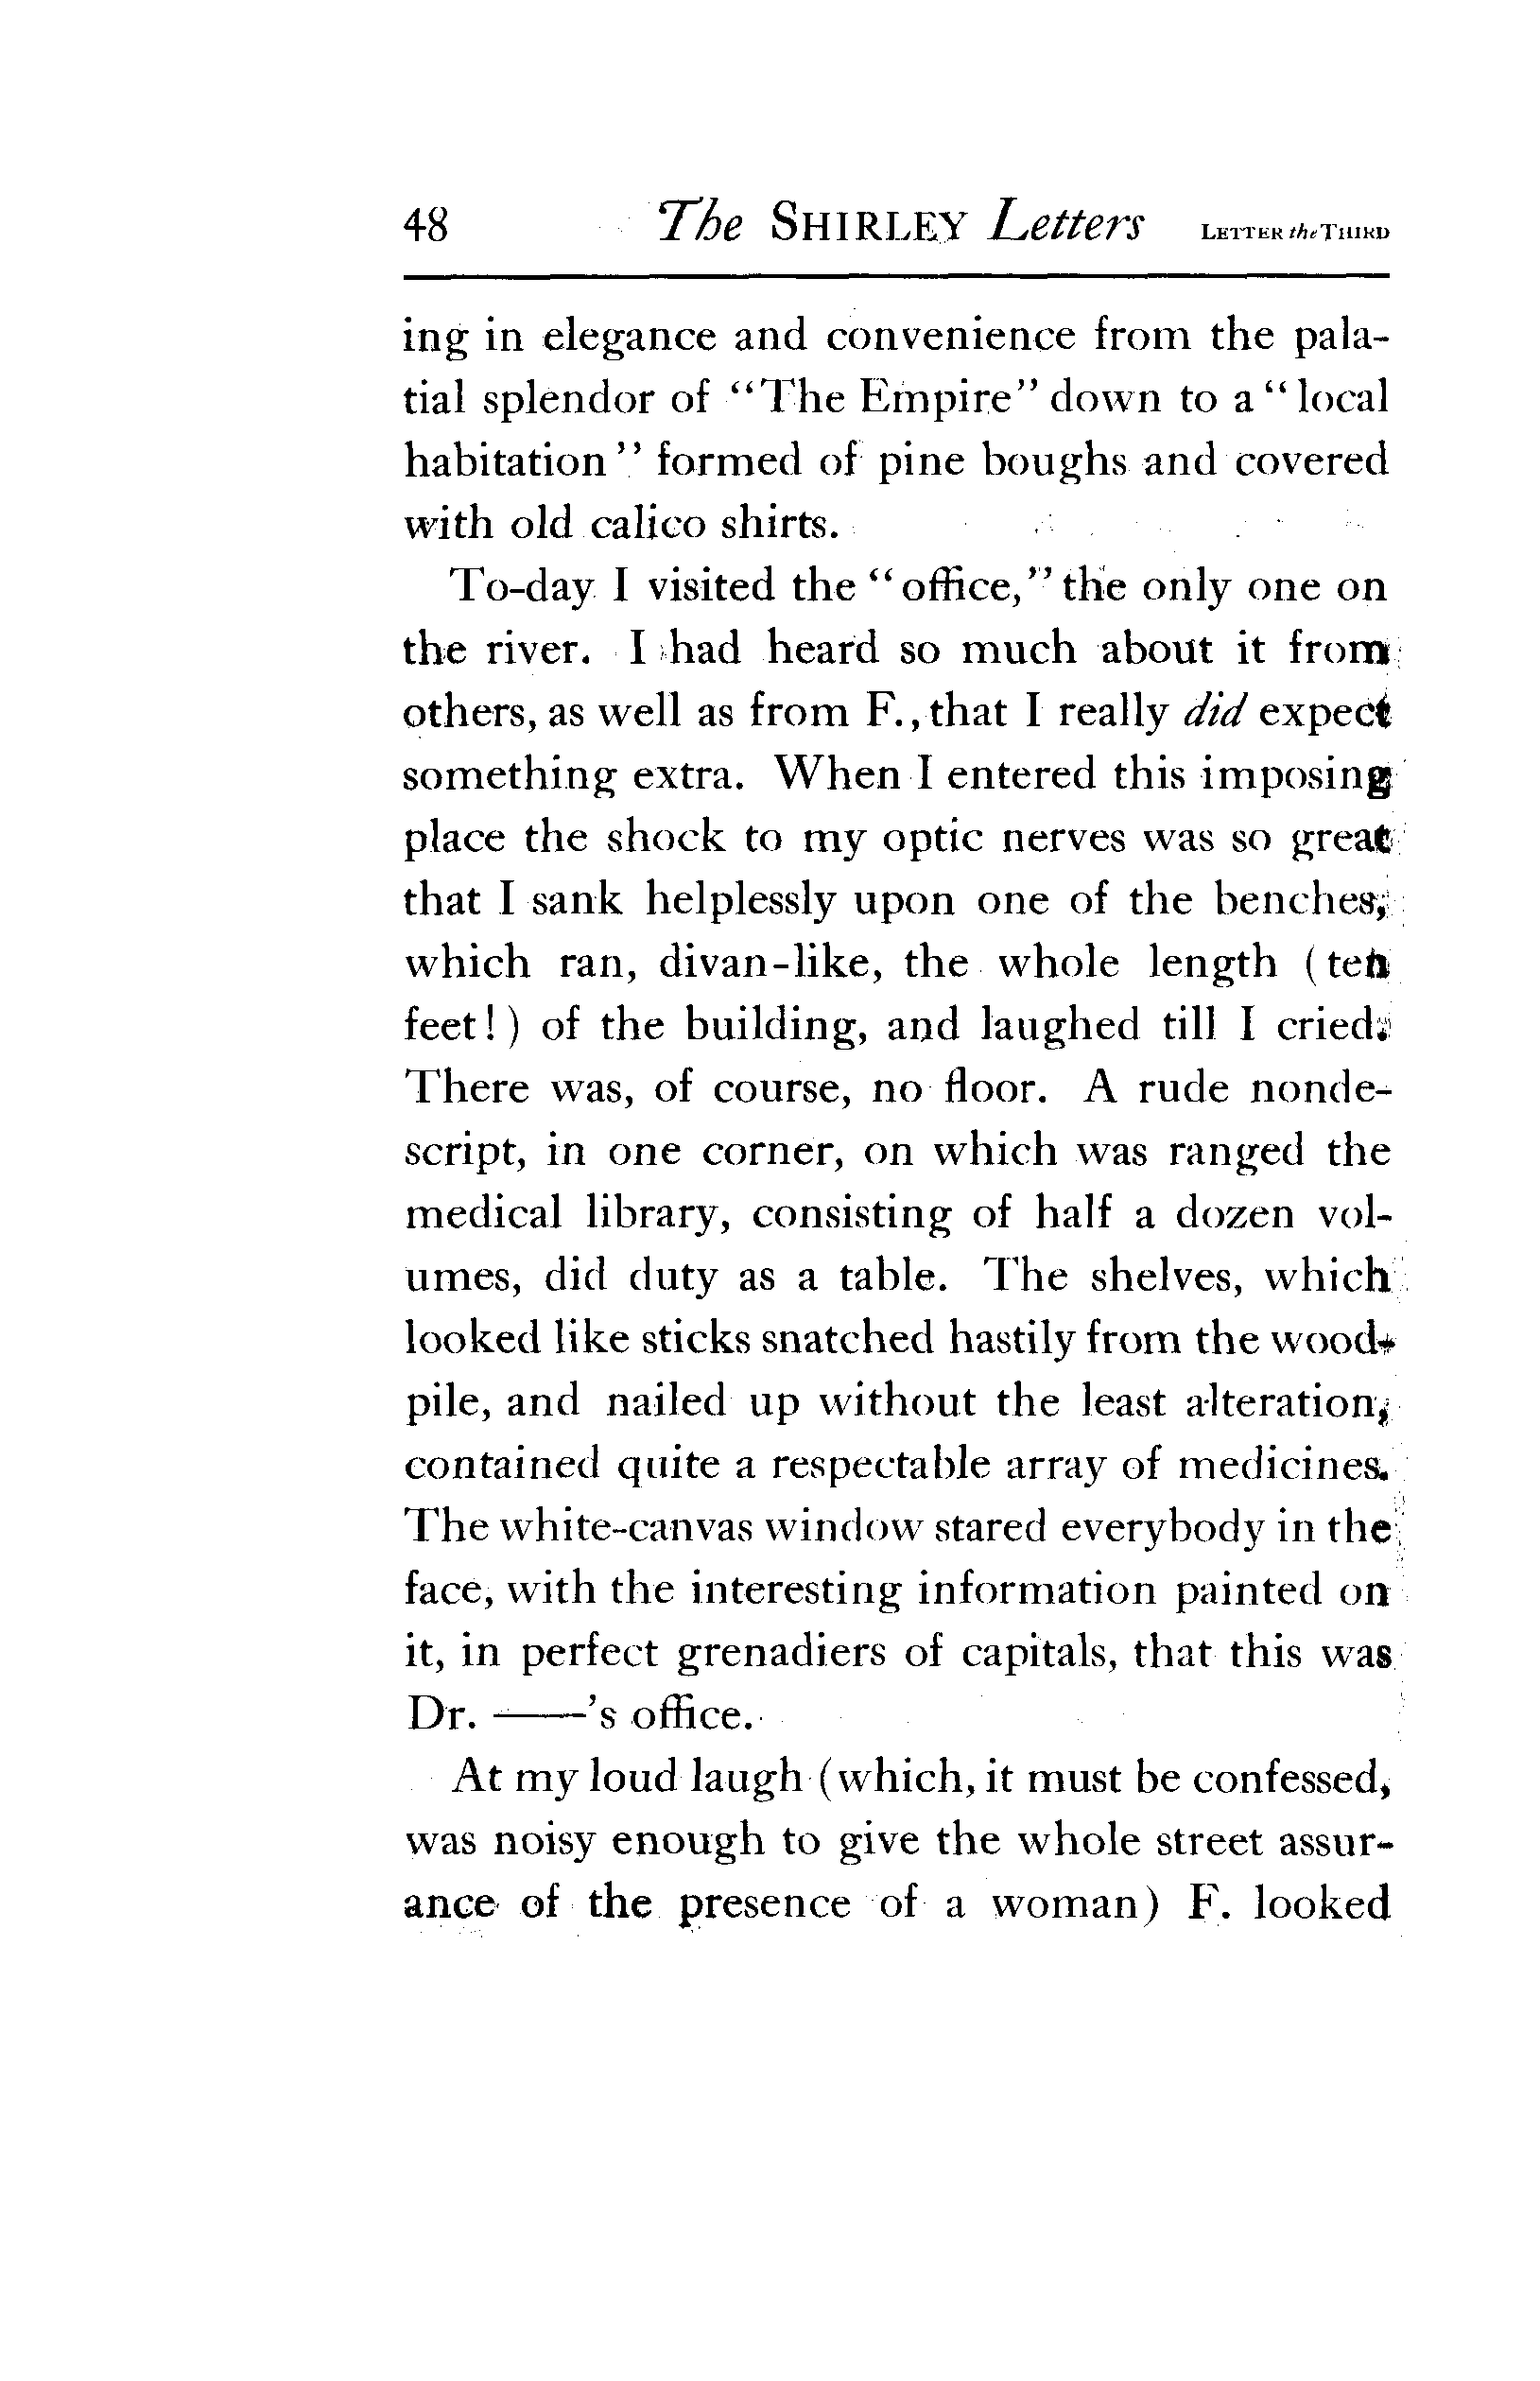 48 The SHIRLEY Letters LETTER the THIRD
ing in elegance and convenience from the pala-
tial splendor of "The Empire" down to a "local
habitation" formed of pine boughs and covered
with old calico shirts.
To-day I visited the "office," the only one on
the river. I had heard so much about it from
others, as well as from F., that I really did expect
something extra. When I entered this imposing
place the shock to my optic nerves was so great
that I sank helplessly upon one of the benches,
which ran, divan-like, the whole length (ten
feet!) of the building, and laughed till I cried.
There was, of course, no floor. A rude nonde-
script, in one corner, on which was ranged the
medical library, consisting of half a dozen vol-
umes, did duty as a table. The shelves, which
looked like sticks snatched hastily from the wood-
pile, and nailed up without the least alteration,
contained quite a respectable array of medicines.
The white-canvas window stared everybody in the
face, with the interesting information painted on
it, in perfect grenadiers of capitals, that this was
Dr. ——'s office.
At my loud laugh (which, it must be confessed,
was noisy enough to give the whole street assur-
ance of the presence of a woman) F. looked